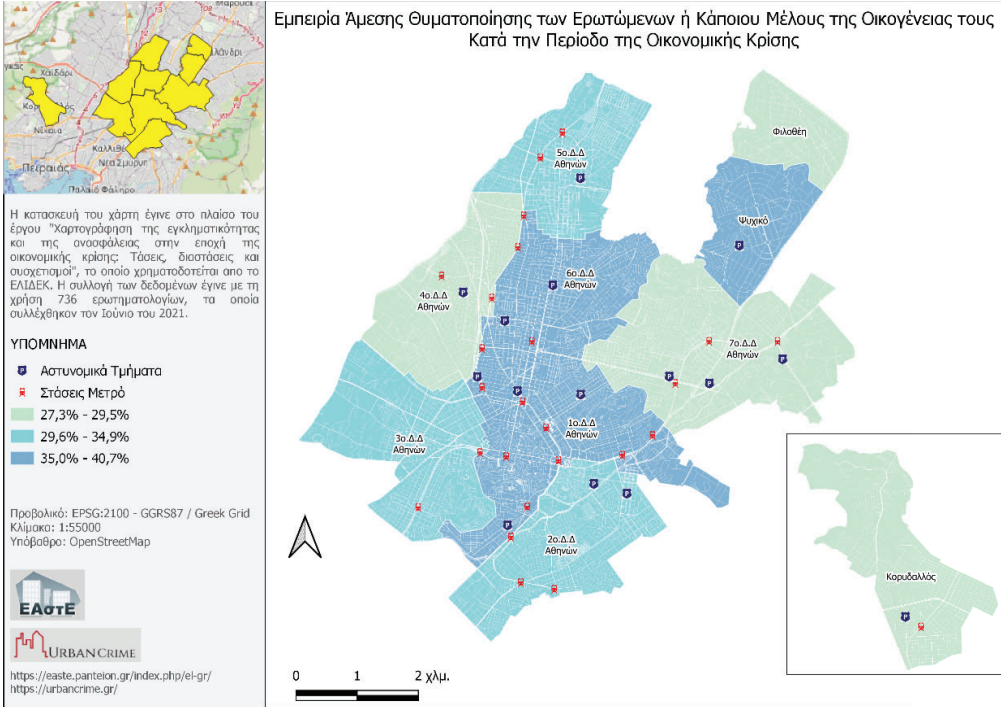 Εμπειρία Άμεσης Θυματοποίησης των Ερωτώμενων ή Κάποιου Μέλους της Οικογένειας τους
Κατά την Περίοδο της Οικονομικής Κρίσης
Χαϊδάρι
Νίκαια
Πειραιάς
Καλλιθέ
Νέα Σμύρνη
Παλαιό Φάληρο
Η κατασκευή του χάρτη έγινε στο πλαίσο του
έργου "Χαρτογράφηση της εγκληματικότητας
και της ανασφάλειας στην εποχή της
οικονομικής κρίσης: Τάσεις, διαστάσεις και
συσχετισμοί", το οποίο χρηματοδοτείται απο το
ΕΛΙΔΕΚ. Η συλλογή των δεδομένων έγινε με τη
χρήση 736 ερωτηματολογίων, τα οποία
συλλέχθηκον τον Ιούνιο του 2021.
ΥΠΟΜΝΗΜΑ
P Αστυνομικά Τμήματα
Στάσεις Μετρό
27,3% - 29,5%
29,6% - 34,9%
35,0% - 40,7%
Προβολικό: EPSG:2100 - GGRS87 / Greek Grid
Κλίμακα: 1:55000
Υπόβαθρο: OpenStreetMap
ΕΑστΕ
URBANCRIME
https://easte.panteion.gr/index.php/el-gr/
https://urbancrime.gr/
5ο.Δ.Δ
Αθηνών
Φιλοθέη
Ψυχικό
6ο.Δ.Δ
Αθηνών
4ο.Δ.Δ
Αθηνών
7ο.Δ.Δ
Αθηνών
1ο.Δ.Δ
Αθηνών
3ο.Δ.Δ
Αθηνών
2ο.Δ.Δ
Αθηνών
Κορυδαλλός
0 1 2 χλμ.